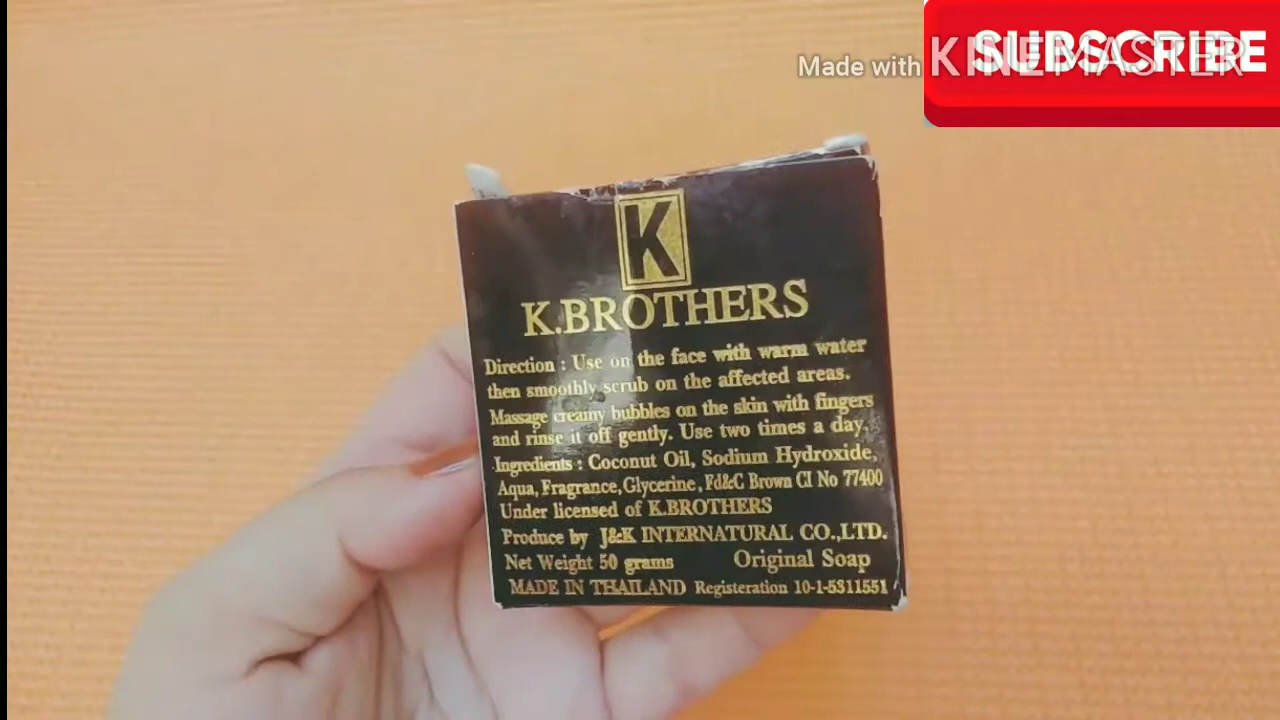 Made with KINEMASTER
SUBSCRIBE
K
K.BROTHERS
Direction : Use on the face with warm water
then smoothly scrub on the affected areas.
Massage creamy bubbles on the skin with fingers
and rinse it off gently. Use two times a day.
Ingredients : Coconut Oil, Sodium Hydroxide,
Aqua, Fragrance, Glycerine, Fd&C Brown CI No 77400
Under licensed of K.BROTHERS
Produce by J&K INTERNATURAL CO.,LTD.
Net Weight 50 grams Original Soap
MADE IN THAILAND Registeration 10-1-5311551